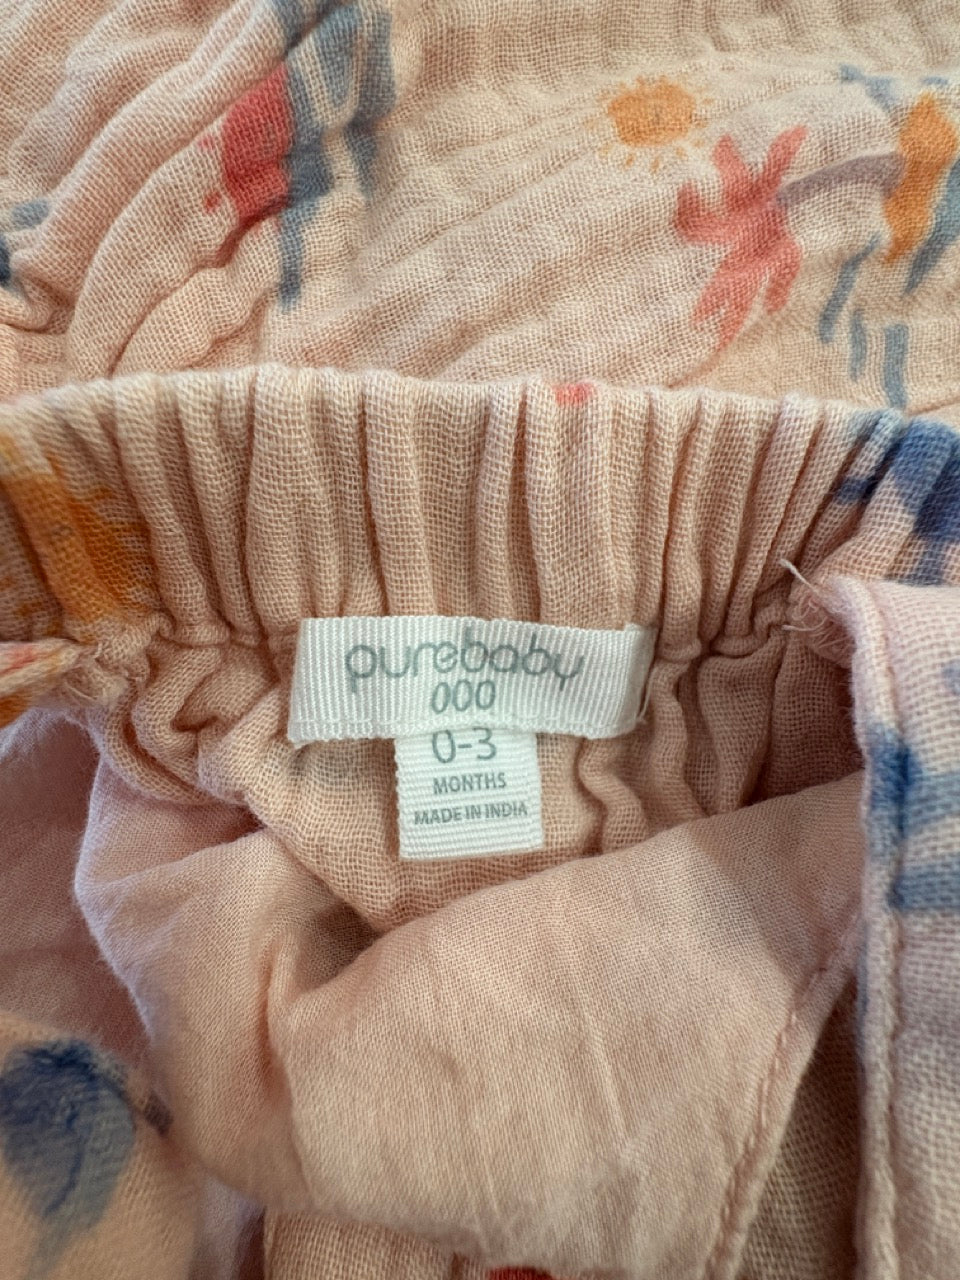 purebaby
000
0-3
MONTHS
MADE IN INDIA